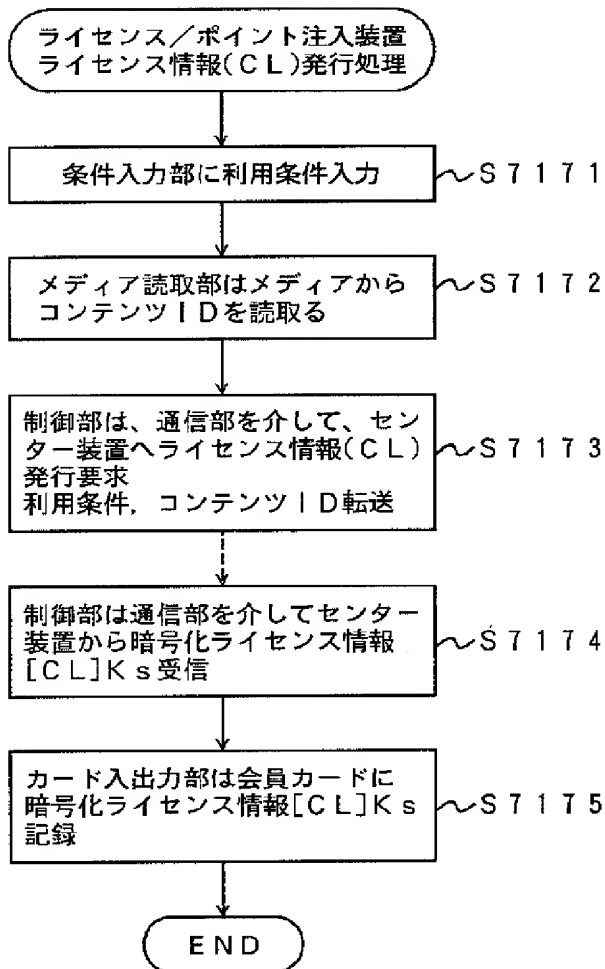 ライセンス／ポイント注入装置
ライセンス情報(ＣＬ)発行処理
条件入力部に利用条件入力
Ｓ７１７１
メディア読取部はメディアから
コンテンツＩＤを読取る
Ｓ７１７２
制御部は、通信部を介して、セン
ター装置へライセンス情報(ＣＬ)
発行要求
利用条件，コンテンツＩＤ転送
Ｓ７１７３
制御部は通信部を介してセンター
装置から暗号化ライセンス情報
[ＣＬ]Ｋｓ受信
Ｓ７１７４
カード入出力部は会員カードに
暗号化ライセンス情報[ＣＬ]Ｋｓ
記録
Ｓ７１７５
ＥＮＤ